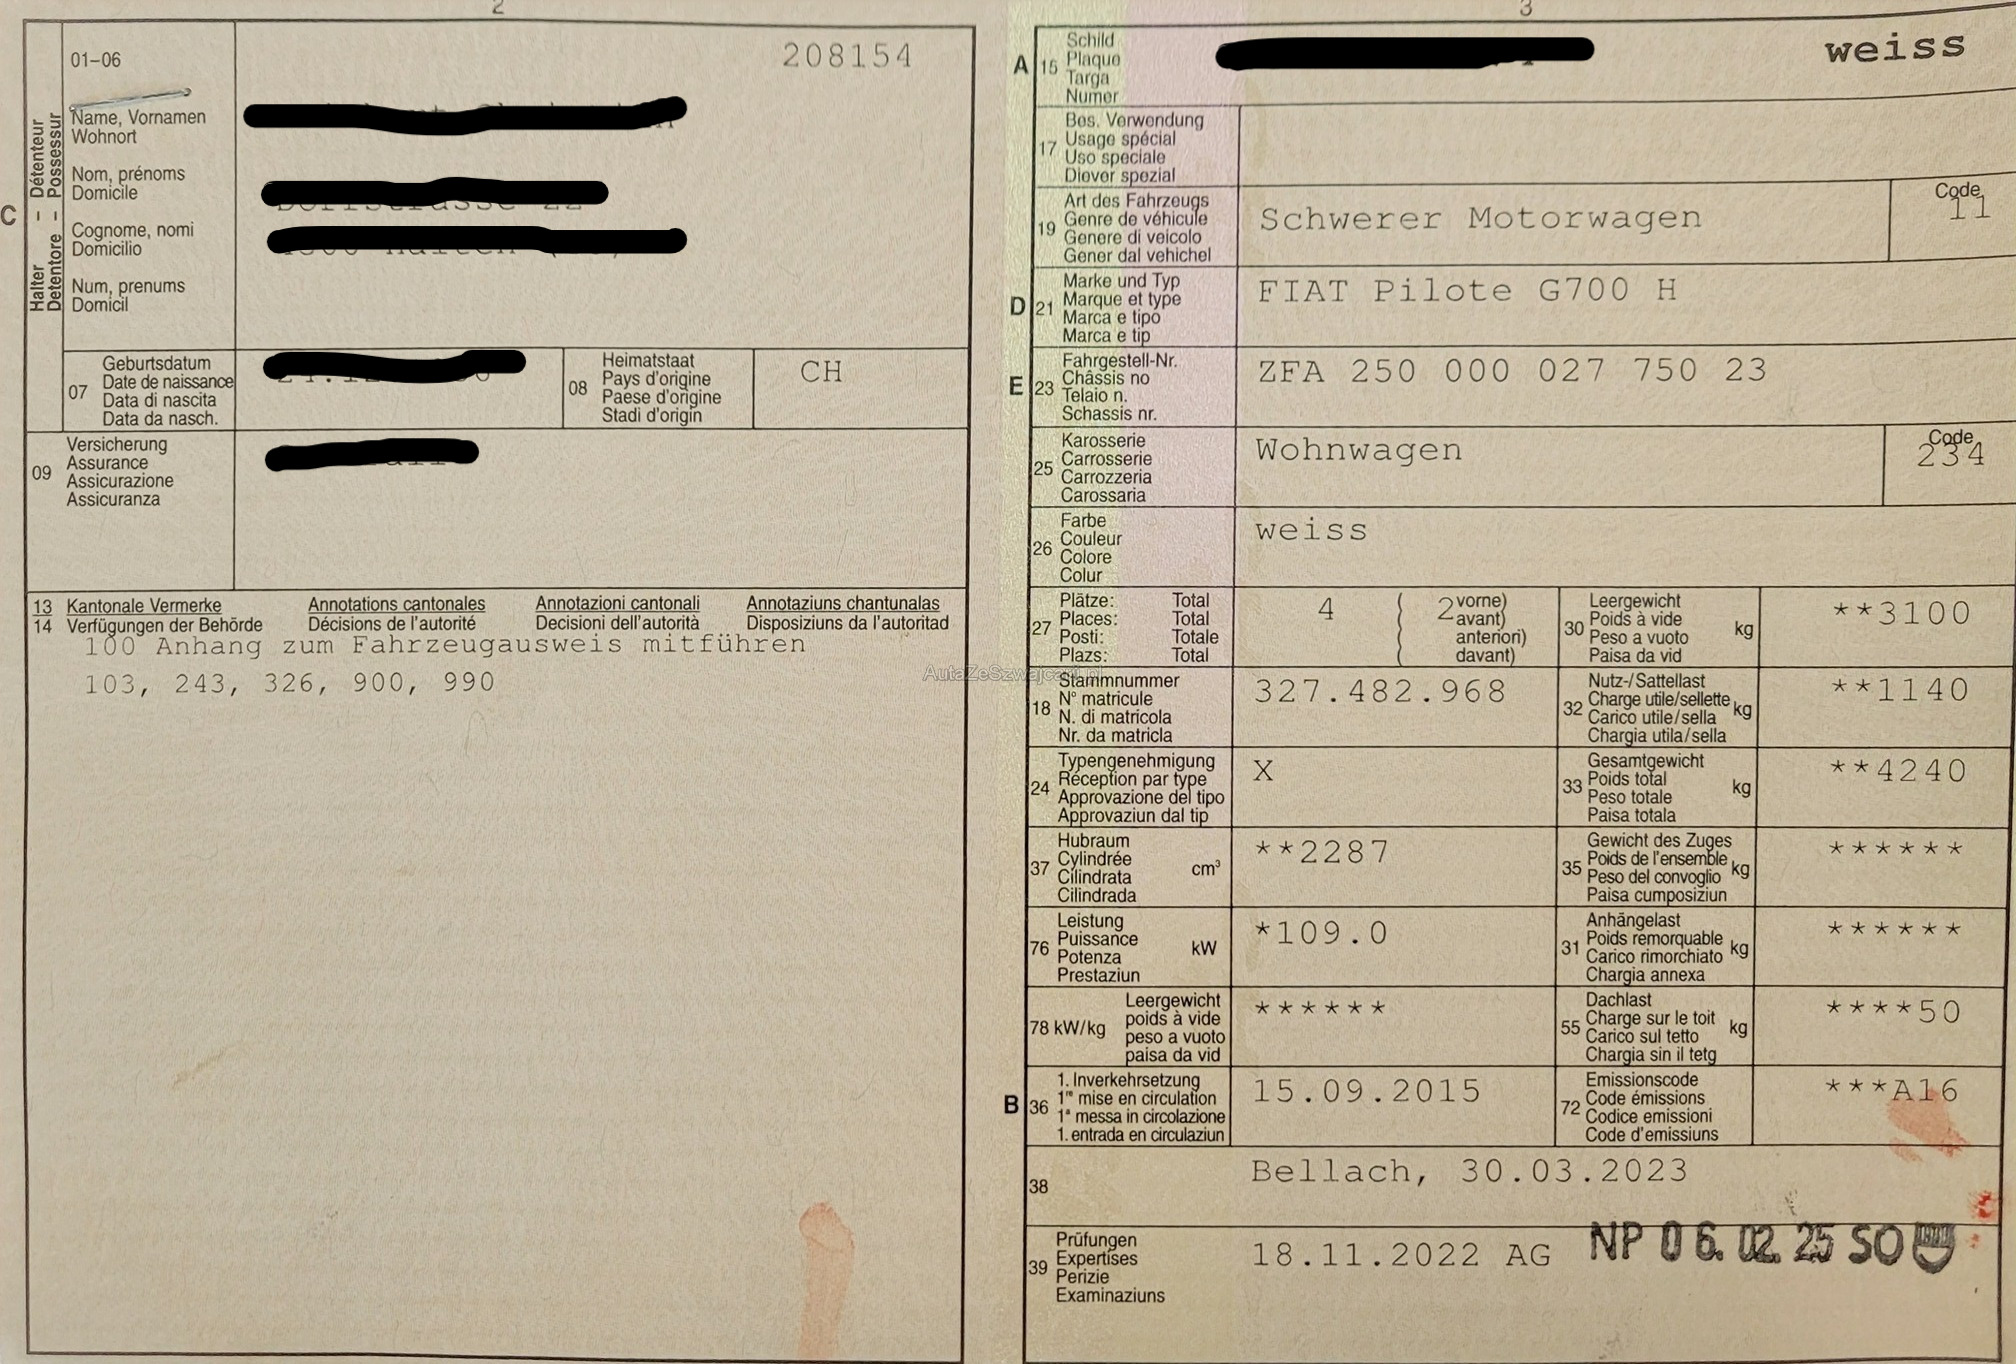 2
01-06
208154
Halter - Détenteur
Detentore - Possessur
C
Name, Vornamen
Wohnort
Nom, prénoms
Domicile
Cognome, nomi
Domicilio
Num, prenums
Domicil
07
Geburtsdatum
Date de naissance
Data di nascita
Data da nasch.
08
Heimatstaat
Pays d'origine
Paese d'origine
Stadi d'origin
CH
09
Versicherung
Assurance
Assicurazione
Assicuranza
13
14
Kantonale Vermerke Annotations cantonales Annotazioni cantonali Annotaziuns chantunalas
Verfügungen der Behörde Décisions de l'autorité Decisioni dell'autorità Disposiziuns da l'autoritad
100 Anhang zum Fahrzeugausweis mitführen
103, 243, 326, 900, 990
AutaZeSzwajcarii.pl
3
A 15
Schild
Plaque
Targa
Numer
weiss
17
Bes. Verwendung
Usage spécial
Uso speciale
Diever spezial
19
Art des Fahrzeugs
Genre de véhicule
Genere di veicolo
Gener dal vehichel
Schwerer Motorwagen
Code
11
D 21
Marke und Typ
Marque et type
Marca e tipo
Marca e tip
FIAT Pilote G700 H
E 23
Fahrgestell-Nr.
Châssis no
Telaio n.
Schassis nr.
ZFA 250 000 027 750 23
25
Karosserie
Carrosserie
Carrozzeria
Carossaria
Wohnwagen
Code
234
26
Farbe
Couleur
Colore
Colur
weiss
27
Plätze: Total
Places: Total
Posti: Totale
Plazs: Total
4 ( 2 vorne)
avant)
anteriori)
davant)
30
Leergewicht
Poids à vide
Peso a vuoto
Paisa da vid
kg
**3100
18
Stammnummer
N° matricule
N. di matricola
Nr. da matricla
327.482.968
32
Nutz-/Sattellast
Charge utile/sellette
Carico utile/sella
Chargia utila/sella
kg
**1140
24
Typengenehmigung
Réception par type
Approvazione del tipo
Approvaziun dal tip
X
33
Gesamtgewicht
Poids total
Peso totale
Paisa totala
kg
**4240
37
Hubraum
Cylindrée
Cilindrata
Cilindrada
cm³
**2287
35
Gewicht des Zuges
Poids de l'ensemble
Peso del convoglio
Paisa cumposiziun
kg
******
76
Leistung
Puissance
Potenza
Prestaziun
kW
*109.0
31
Anhängelast
Poids remorquable
Carico rimorchiato
Chargia annexa
kg
******
78 kW/kg
Leergewicht
poids à vide
peso a vuoto
paisa da vid
******
55
Dachlast
Charge sur le toit
Carico sul tetto
Chargia sin il tetg
kg
****50
B 36
1. Inverkehrsetzung
1re mise en circulation
1a messa in circolazione
1. entrada en circulaziun
15.09.2015
72
Emissionscode
Code émissions
Codice emissioni
Code d'emissiuns
***A16
38
Bellach, 30.03.2023
39
Prüfungen
Expertises
Perizie
Examinaziuns
18.11.2022 AG
NP 06. 02. 25 SO